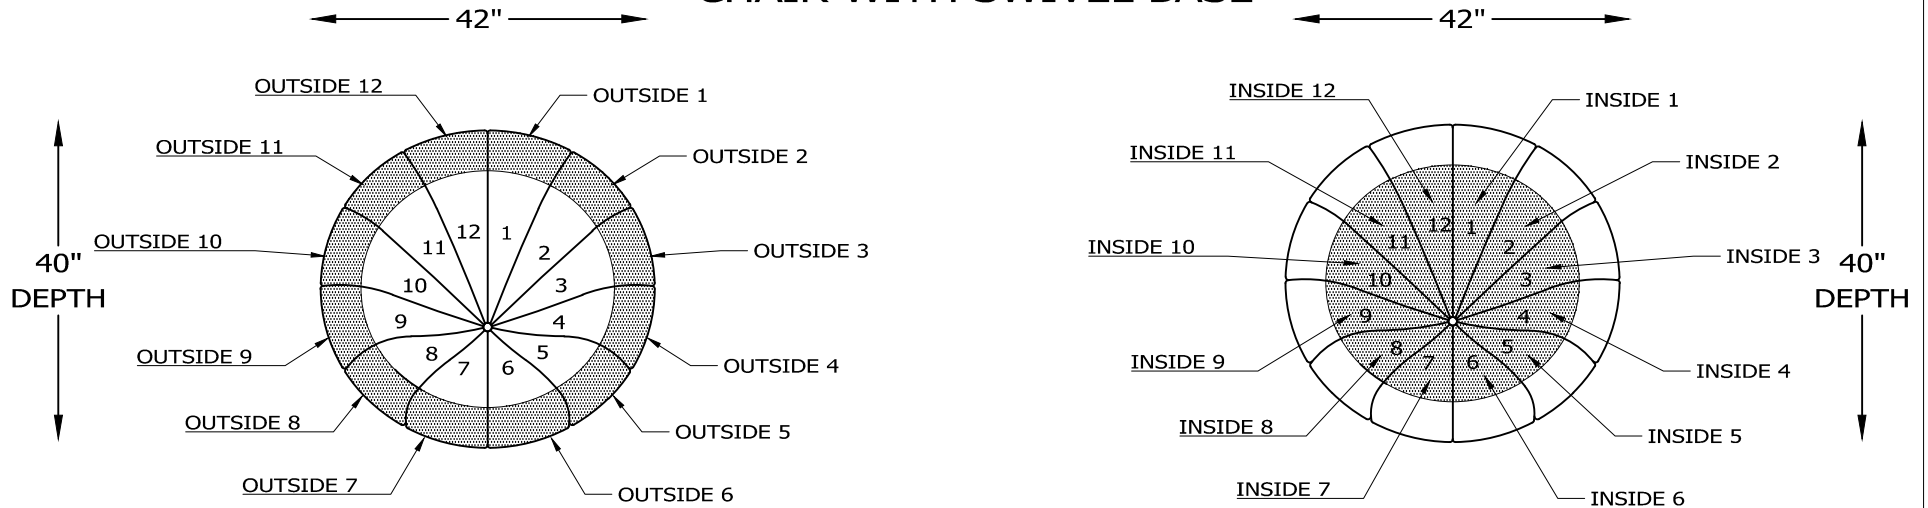 CHAIR WITH SWIVEL BASE
42"
42"
OUTSIDE 12
OUTSIDE 1
OUTSIDE 11
OUTSIDE 2
OUTSIDE 10
OUTSIDE 3
OUTSIDE 9
OUTSIDE 4
OUTSIDE 8
OUTSIDE 5
OUTSIDE 7
OUTSIDE 6
40"
DEPTH
12
1
11
2
10
3
9
4
8
5
7
6
INSIDE 12
INSIDE 1
INSIDE 11
INSIDE 2
INSIDE 10
INSIDE 3
INSIDE 9
INSIDE 4
INSIDE 8
INSIDE 5
INSIDE 7
INSIDE 6
12
1
11
2
10
3
9
4
8
5
7
6
40"
DEPTH